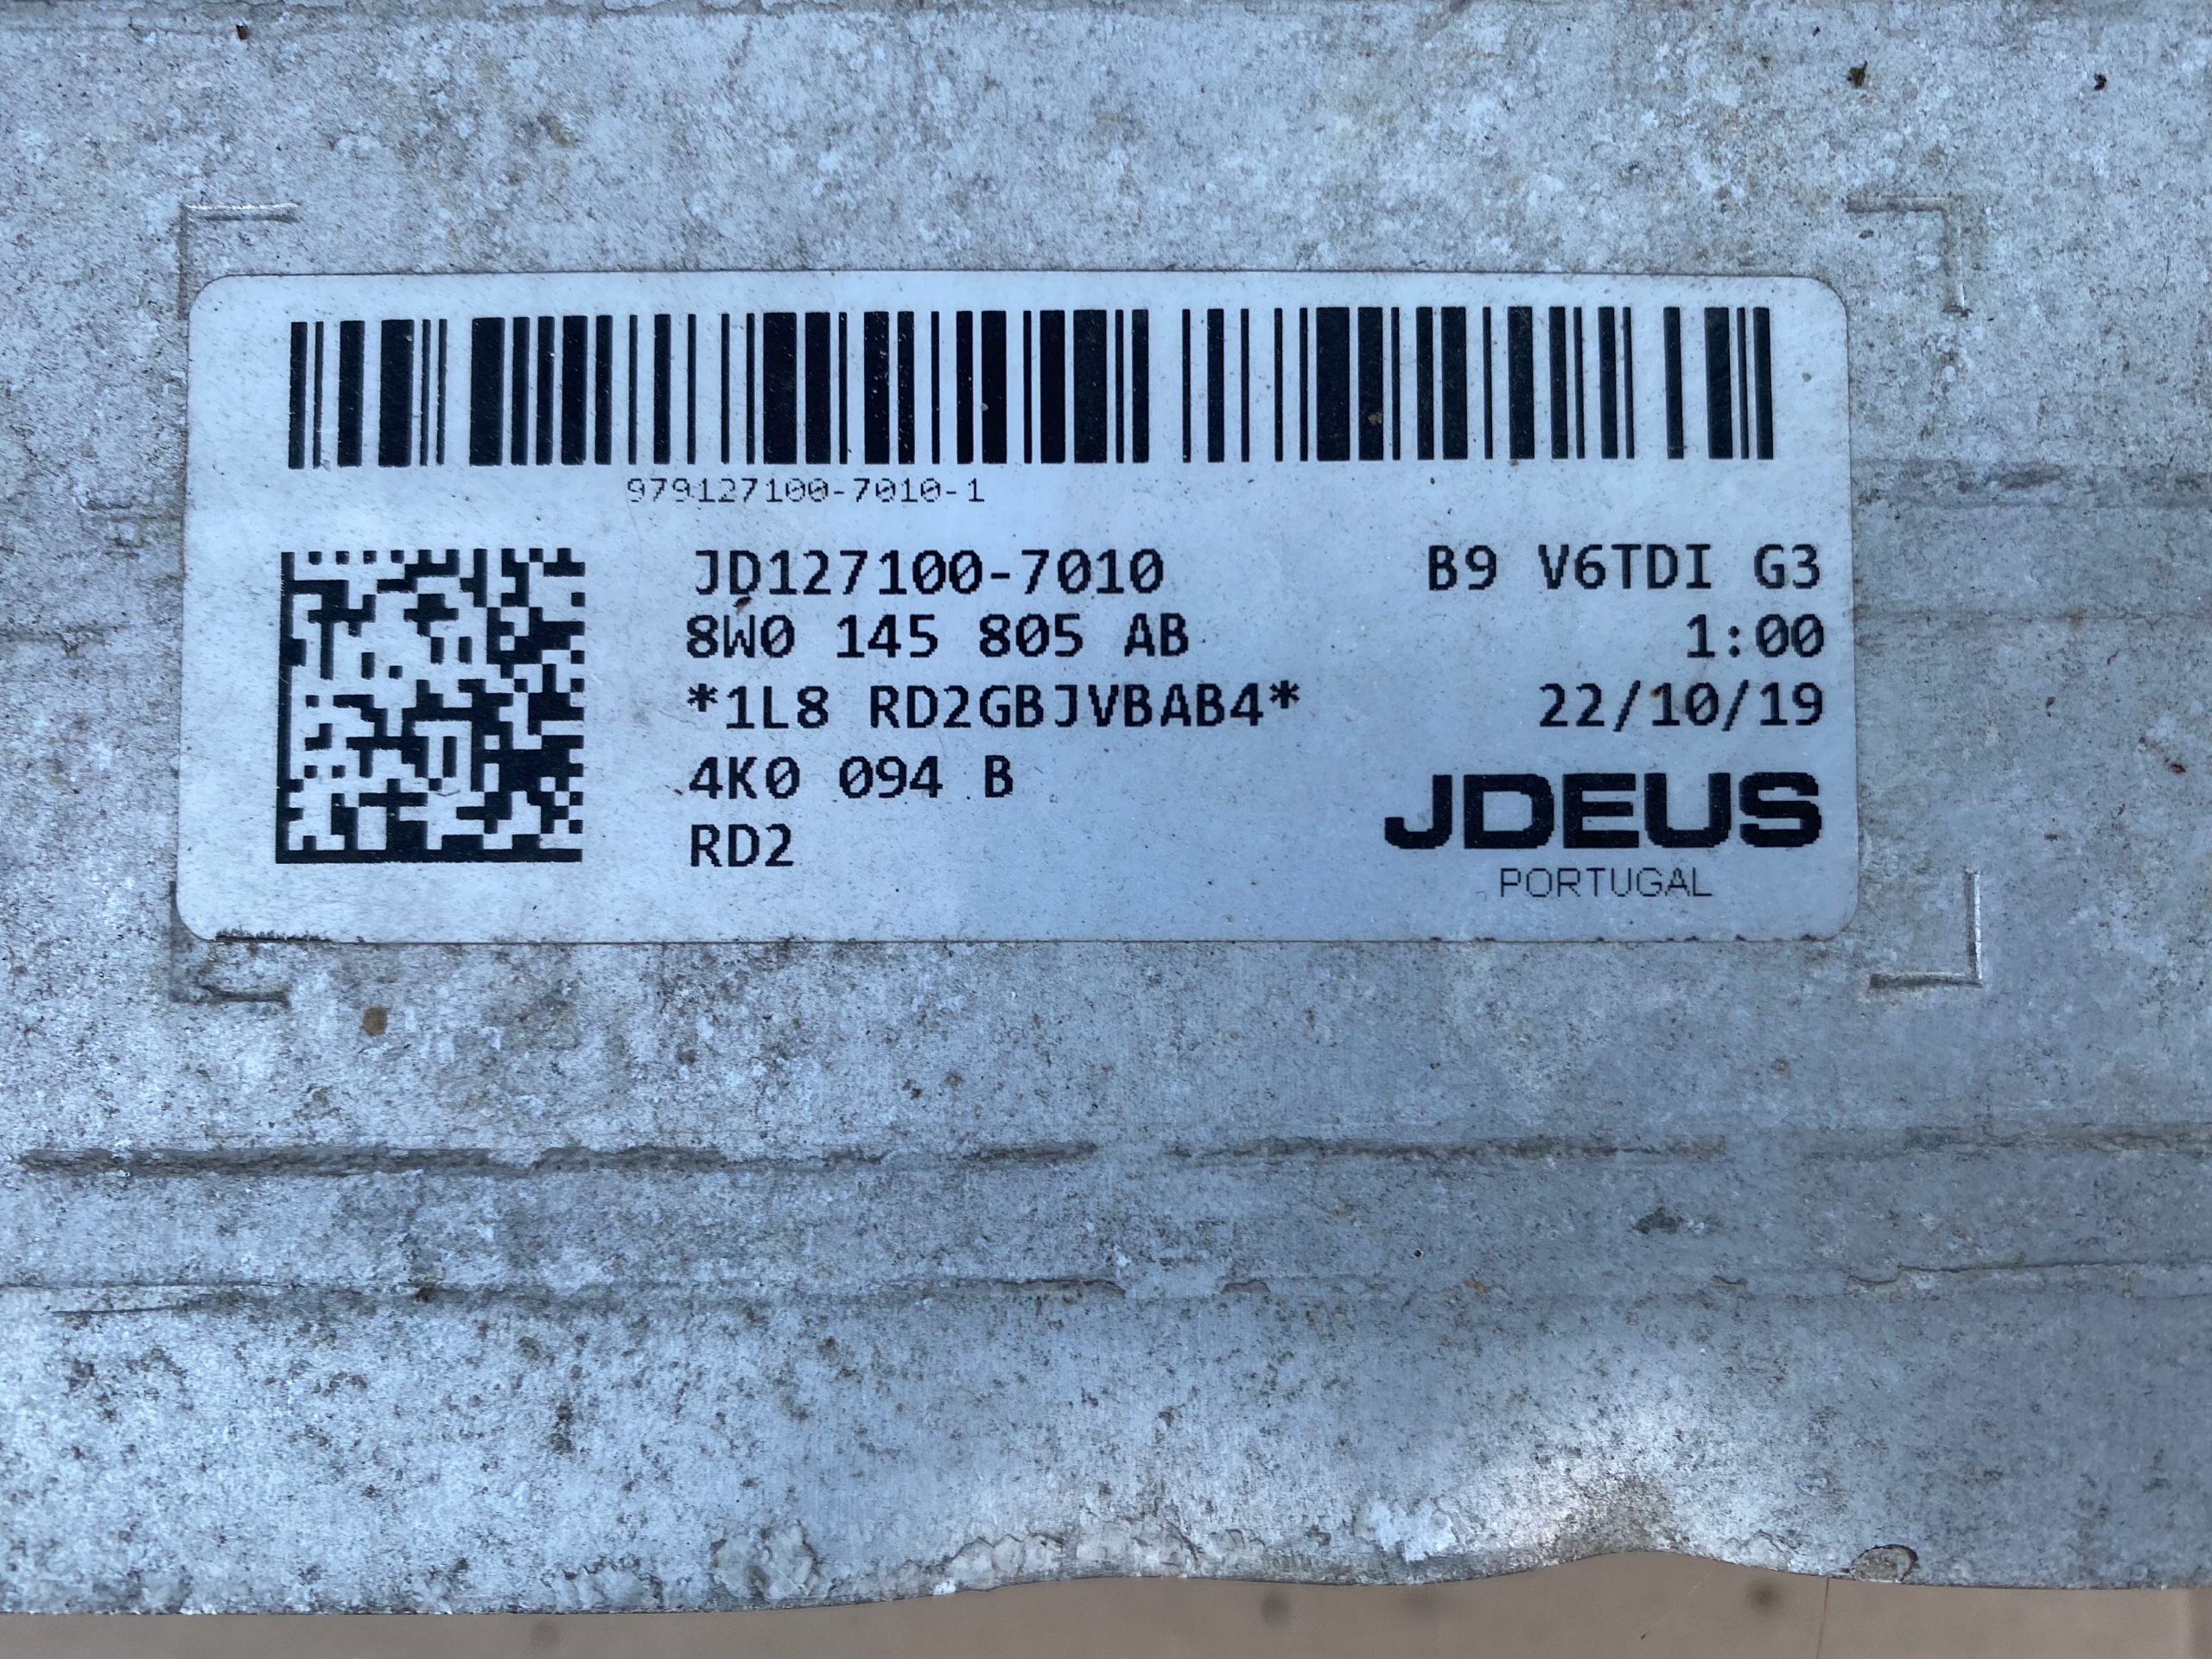 979127100-7010-1
JD127100-7010
B9 V6TDI G3
8W0 145 805 AB
1:00
*1L8 RD2GBJVBAB4*
22/10/19
4K0 094 B
RD2
JDEUS
PORTUGAL